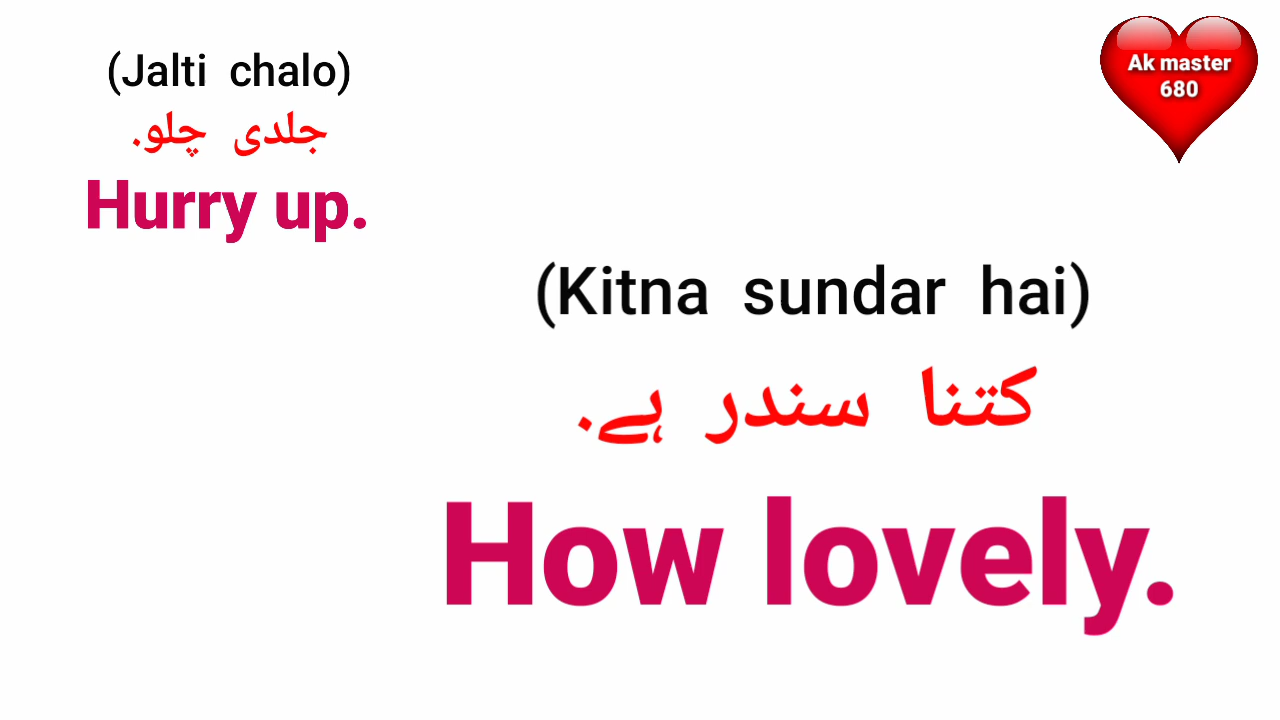 (Jalti chalo)
جلدی چلو.
Hurry up.
Ak master
680
(Kitna sundar hai)
کتنا سندر ہے.
How lovely.